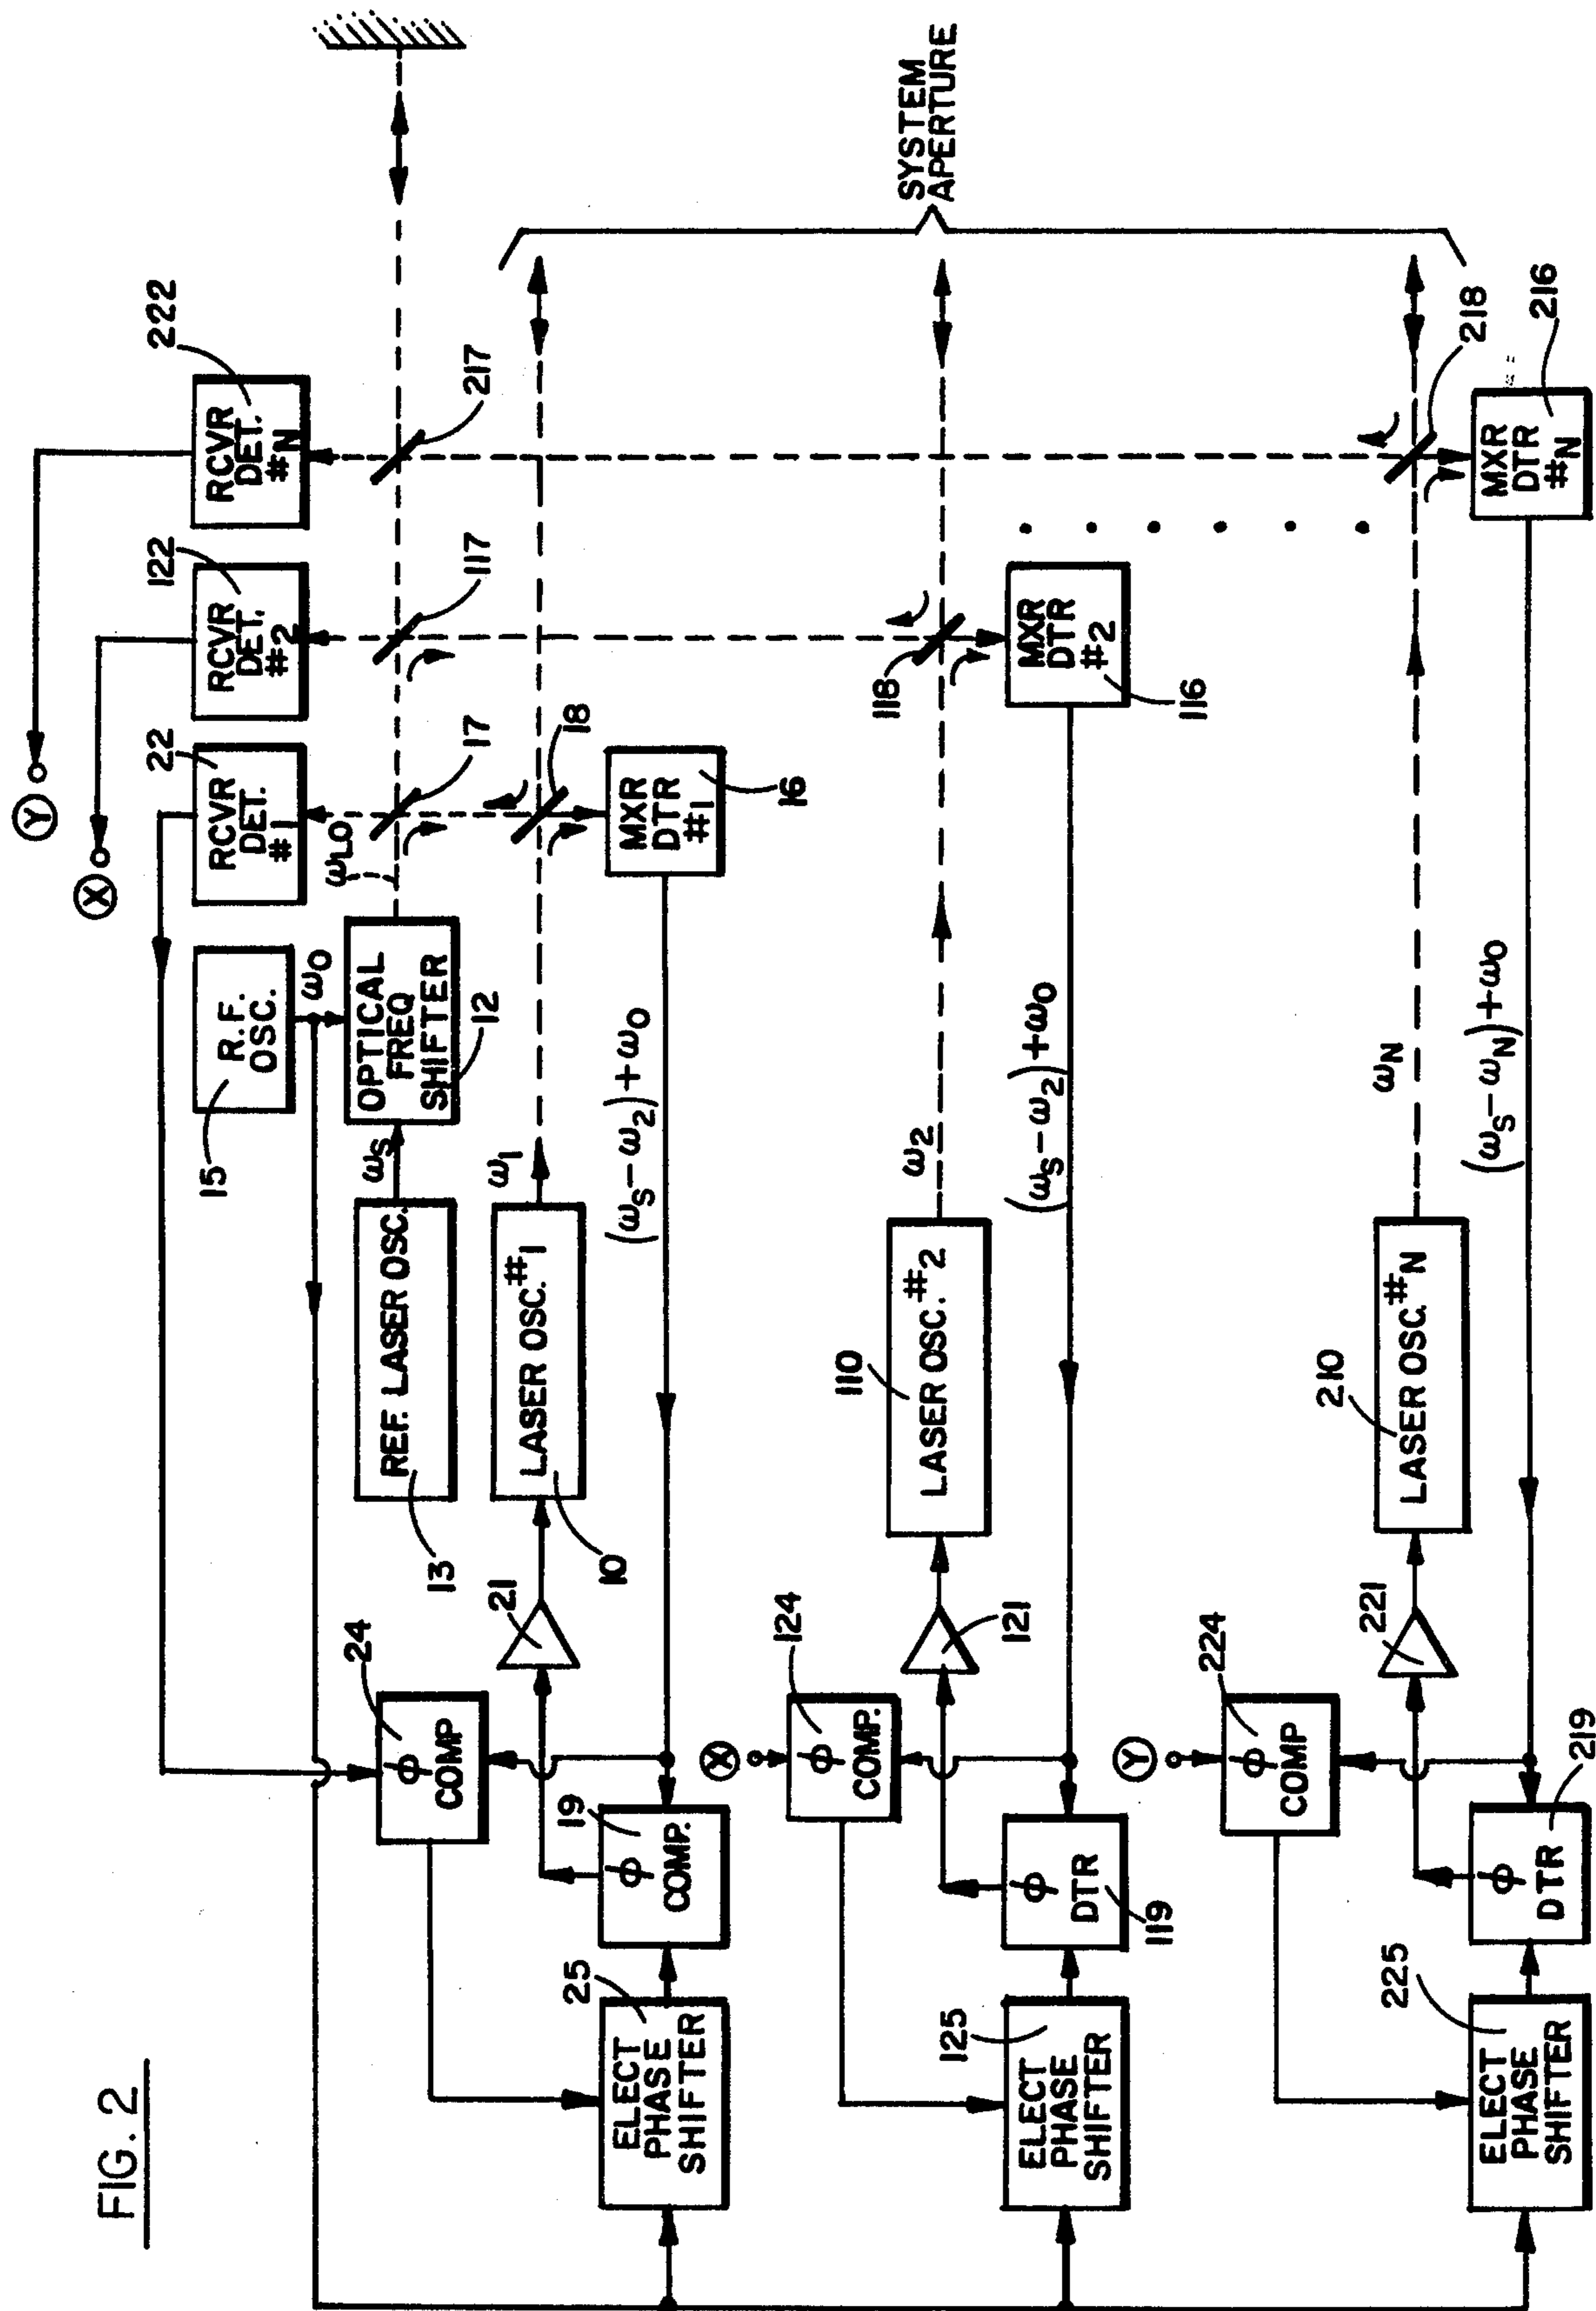 FIG. 2
Y
X
RCVR
DET.
#1
22
RCVR
DET.
#2
122
RCVR
DET.
#N
222
R.F.
OSC.
15
ω0
REF. LASER OSC.
13
ωS
OPTICAL
FREQ
SHIFTER
12
ωLO
17
117
217
24
ϕ
COMP
21
LASER OSC. #1
10
ω1
18
SYSTEM
APERTURE
ELECT
PHASE
SHIFTER
25
ϕ
COMP.
19
(ωS – ω2) + ω0
MXR
DTR
#1
16
X
ϕ
COMP.
124
121
LASER OSC. #2
110
ω2
118
ELECT
PHASE
SHIFTER
125
ϕ
DTR
119
(ωS – ω2) + ω0
MXR
DTR
#2
116
Y
ϕ
COMP
224
221
LASER OSC. #N
210
ωN
218
ELECT
PHASE
SHIFTER
225
ϕ
DTR
219
(ωS – ωN) + ω0
MXR
DTR
#N
216